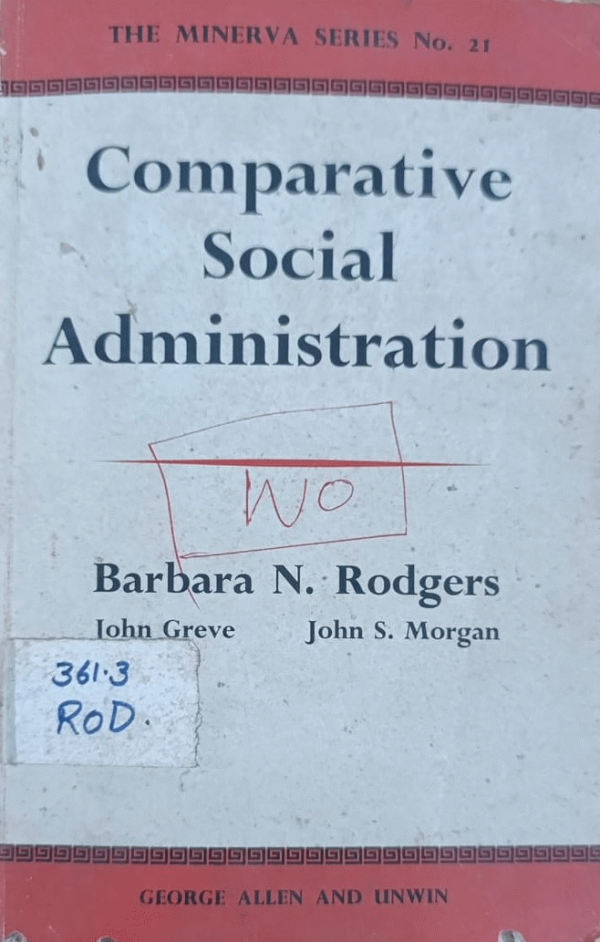 THE MINERVA SERIES No. 21
Comparative
Social
Administration
WO
Barbara N. Rodgers
John Greve John S. Morgan
361.3
ROD.
GEORGE ALLEN AND UNWIN